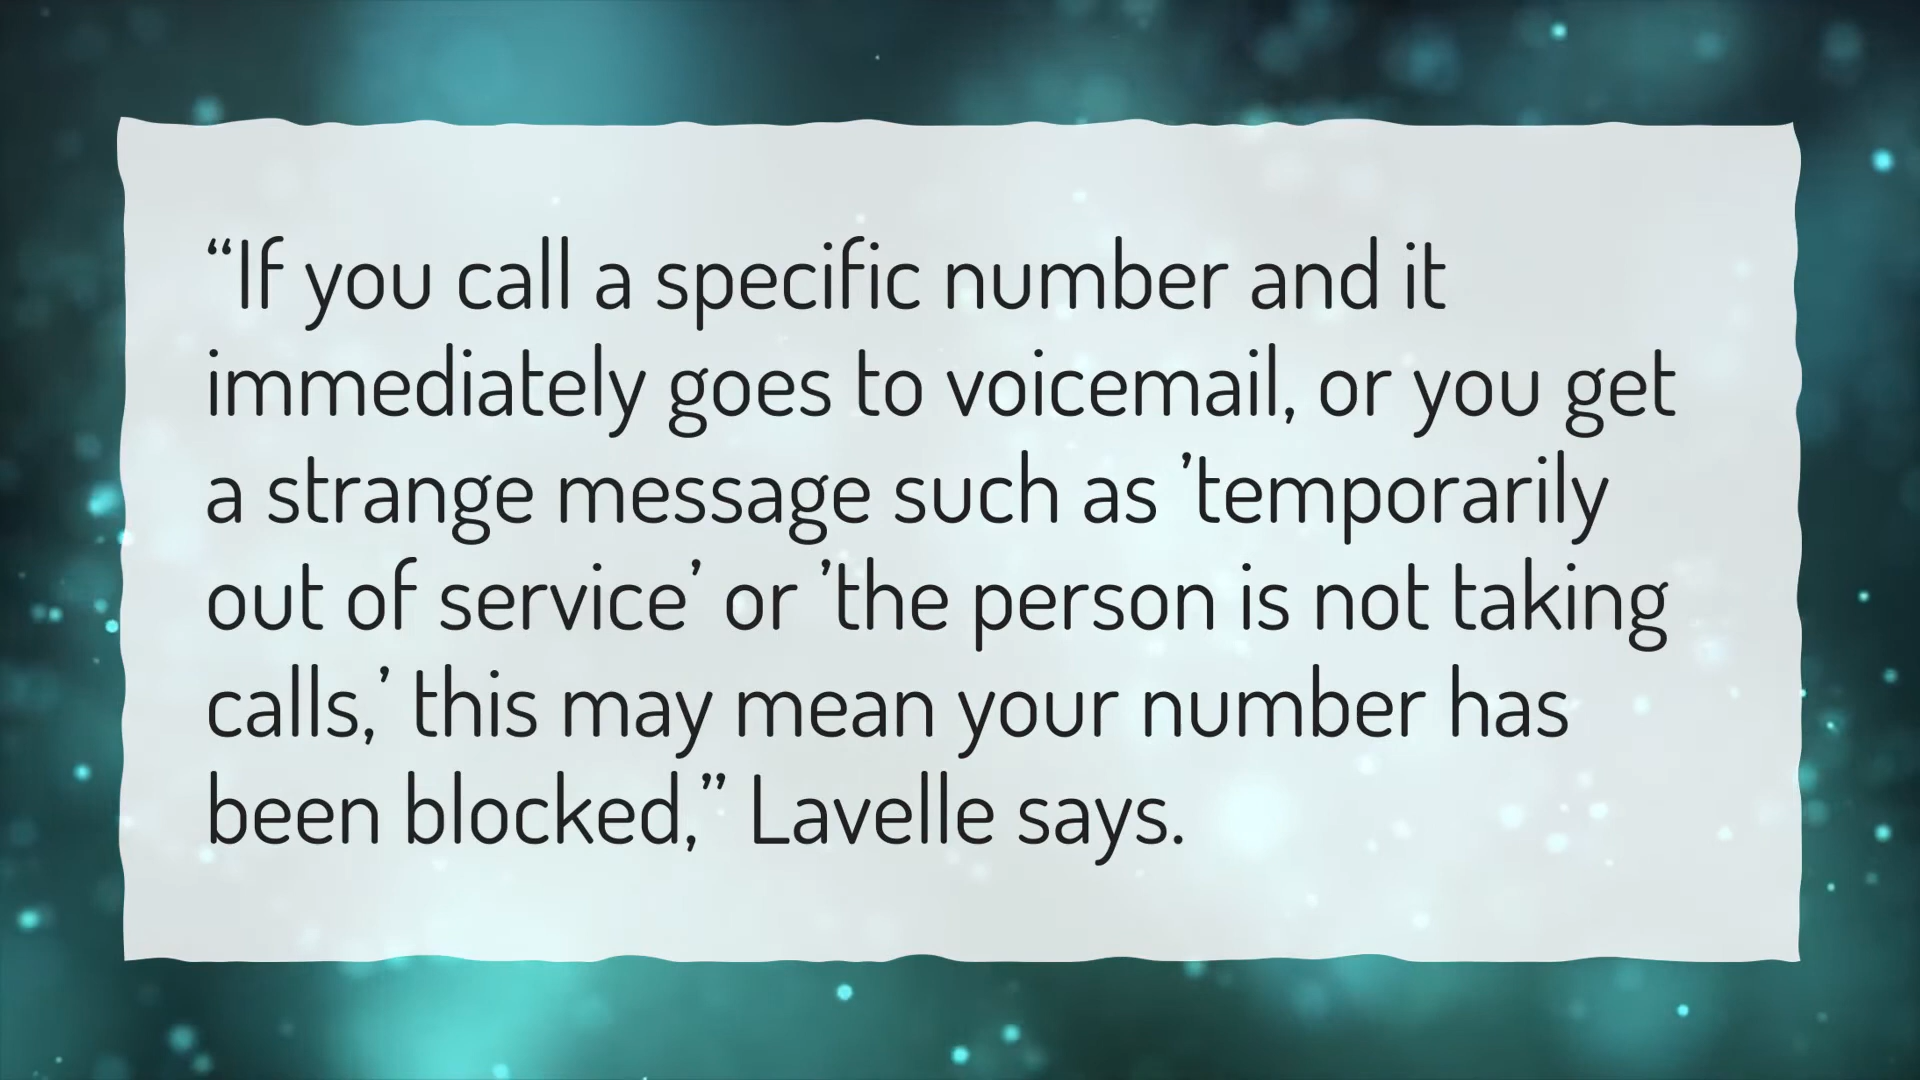 “If you call a specific number and it
immediately goes to voicemail, or you get
a strange message such as ’temporarily
out of service’ or ’the person is not taking
calls,’ this may mean your number has
been blocked,” Lavelle says.